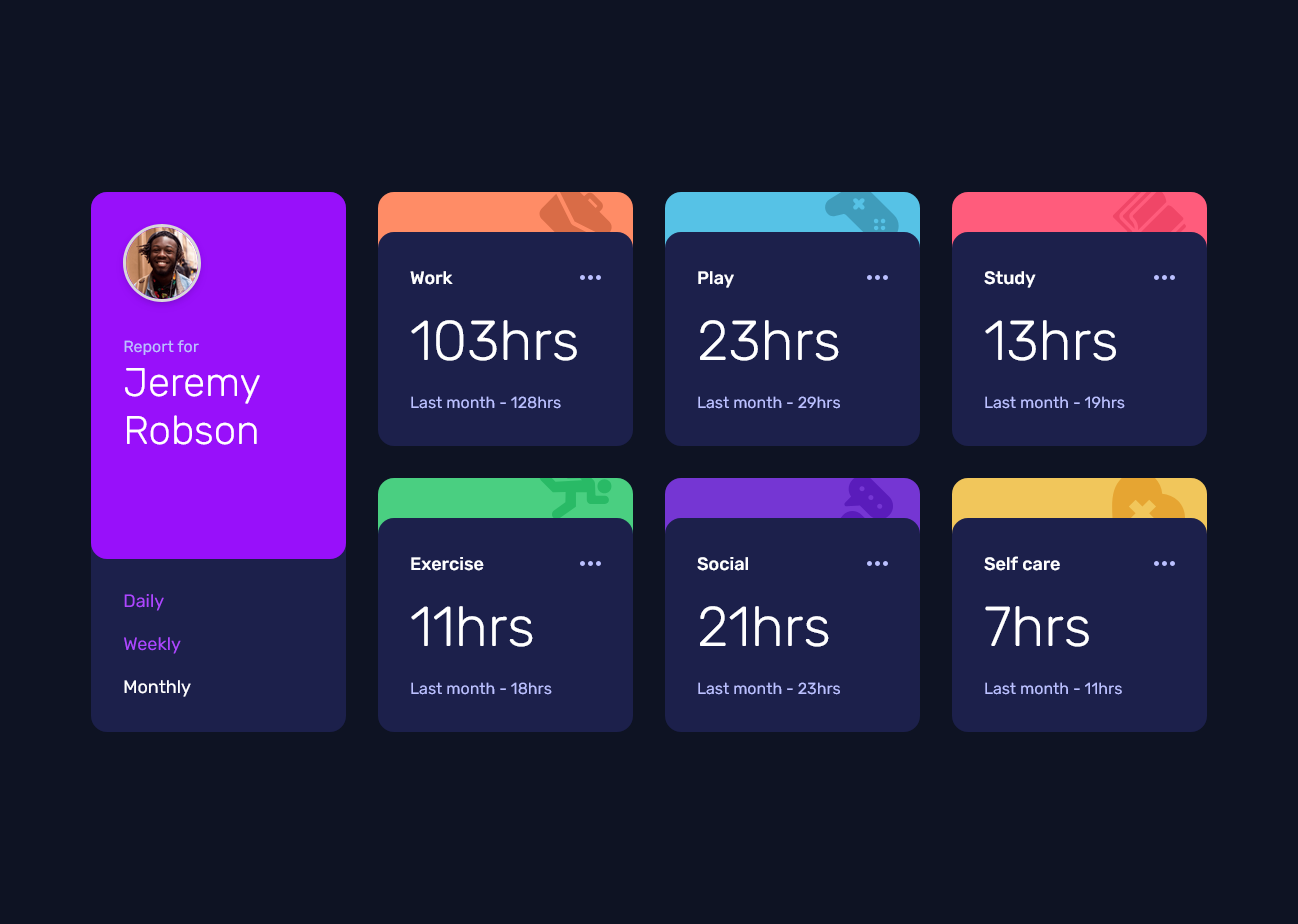 Report for
Jeremy
Robson
Daily
Weekly
Monthly
Work
103hrs
Last month - 128hrs
Play
23hrs
Last month - 29hrs
Study
13hrs
Last month - 19hrs
Exercise
11hrs
Last month - 18hrs
Social
21hrs
Last month - 23hrs
Self care
7hrs
Last month - 11hrs